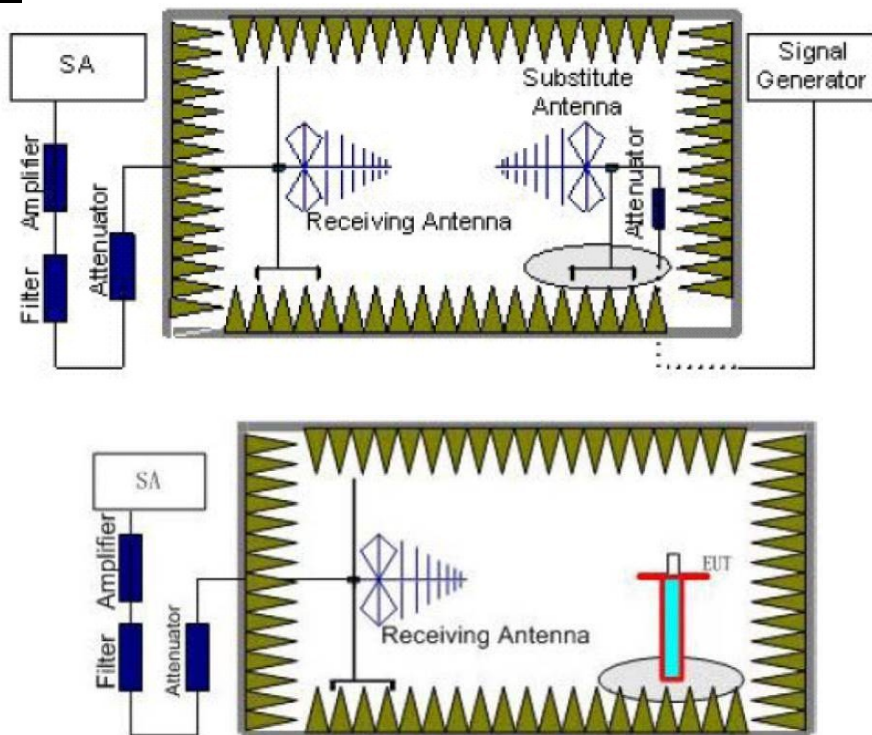 SA
Amplifier
Filter
Attenuator
Receiving Antenna
Substitute
Antenna
Attenuator
Signal
Generator
SA
Amplifier
Filter
Attenuator
Receiving Antenna
EUT